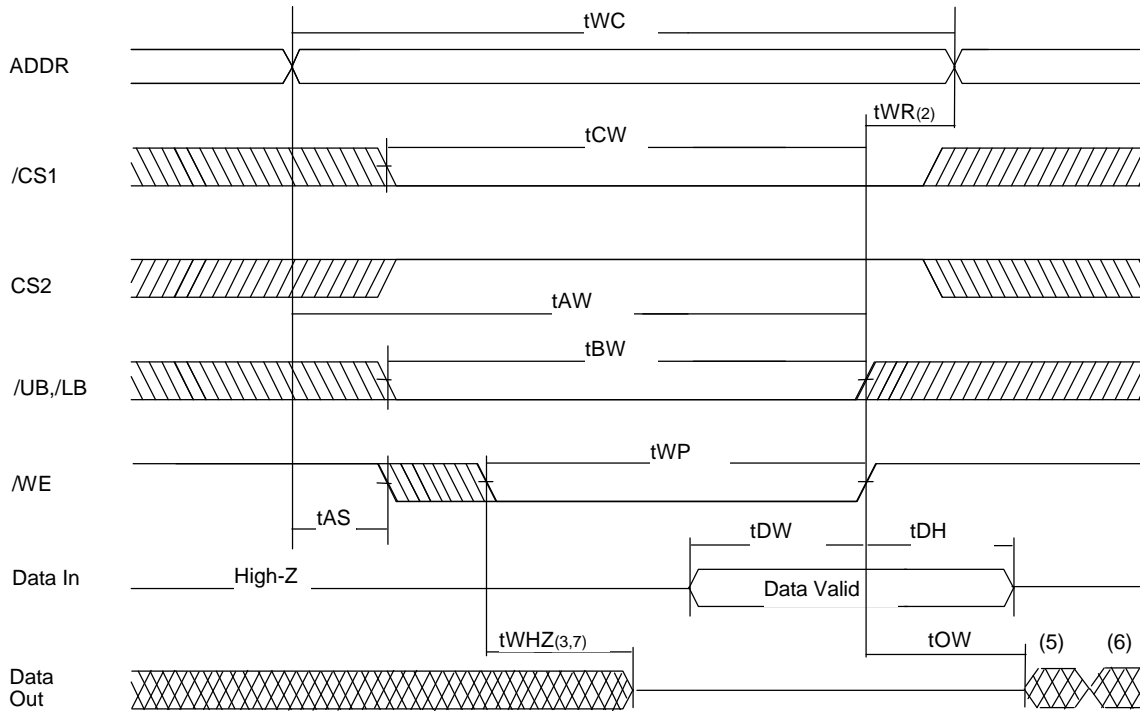 tWC
ADDR
tWR(2)
tCW
/CS1
CS2
tAW
tBW
/UB,/LB
tWP
/WE
tAS
tDW
tDH
Data In
High-Z
Data Valid
tWHZ(3,7)
tOW
(5)
(6)
Data
Out